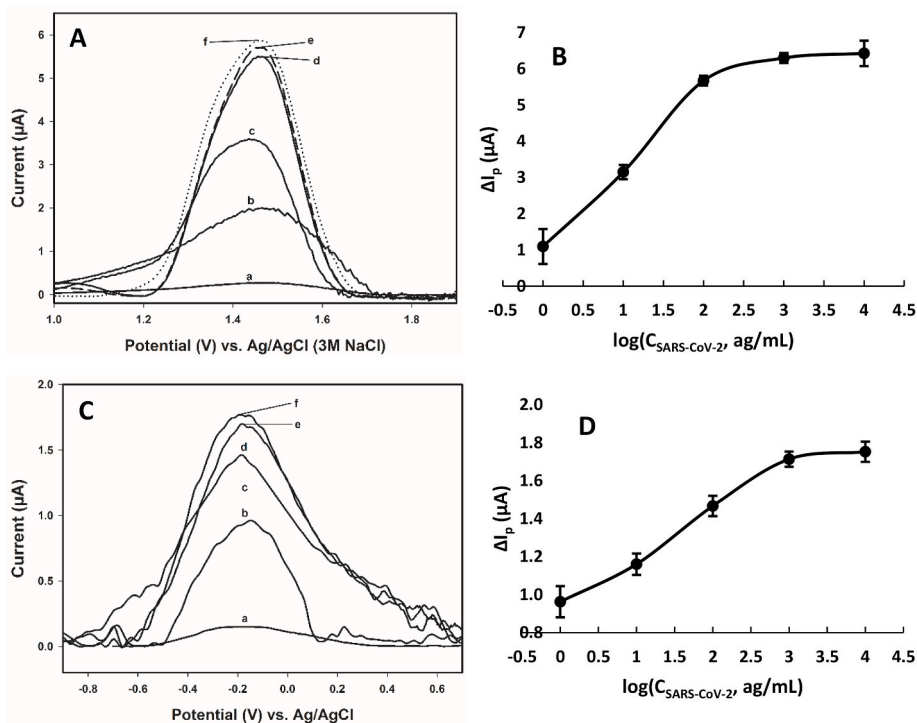 A
6
5
4
3
2
1
0
Current (µA)
f
e
d
c
b
a
1.0
1.2
1.4
1.6
1.8
Potential (V) vs. Ag/AgCl (3M NaCl)
B
7
6
5
4
3
2
1
0
ΔIp (µA)
-0.5
0
0.5
1
1.5
2
2.5
3
3.5
4
4.5
log(CSARS-CoV-2, ag/mL)
C
2.0
1.5
1.0
0.5
0.0
Current (µA)
f
e
d
c
b
a
-0.8
-0.6
-0.4
-0.2
0.0
0.2
0.4
0.6
Potential (V) vs. Ag/AgCl
D
2.0
1.8
1.6
1.4
1.2
1.0
0.8
ΔIp (µA)
-0.5
0
0.5
1
1.5
2
2.5
3
3.5
4
4.5
log(CSARS-CoV-2, ag/mL)